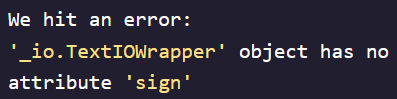 We hit an error:
'_io.TextIOWrapper' object has no
attribute 'sign'